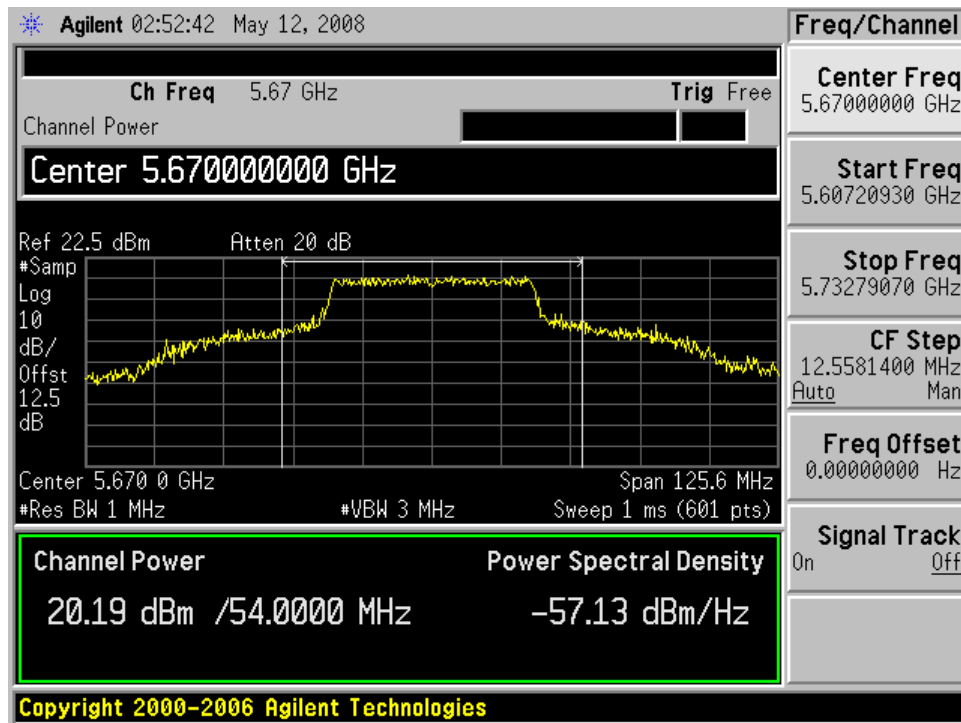 Agilent 02:52:42 May 12, 2008
Freq/Channel
Ch Freq 5.67 GHz
Trig Free
Channel Power
Center 5.670000000 GHz
Ref 22.5 dBm
Atten 20 dB
#Samp
Log
10
dB/
Offst
12.5
dB
Center 5.670 0 GHz
Span 125.6 MHz
#Res BW 1 MHz
#VBW 3 MHz
Sweep 1 ms (601 pts)
Channel Power
Power Spectral Density
20.19 dBm /54.0000 MHz
-57.13 dBm/Hz
Copyright 2000-2006 Agilent Technologies
Center Freq
5.67000000 GHz
Start Freq
5.60720930 GHz
Stop Freq
5.73279070 GHz
CF Step
12.5581400 MHz
Auto Man
Freq Offset
0.00000000 Hz
Signal Track
On Off